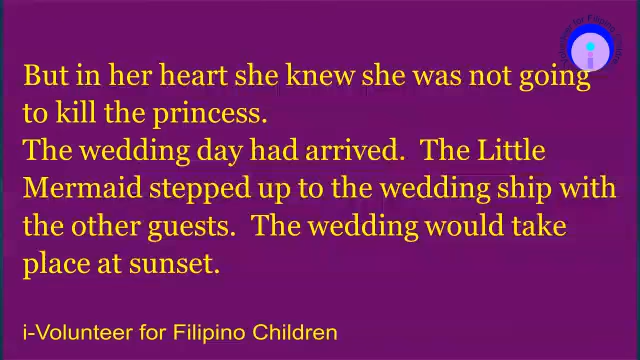 But in her heart she knew she was not going
to kill the princess.
The wedding day had arrived.  The Little
Mermaid stepped up to the wedding ship with
the other guests.  The wedding would take
place at sunset.
i-Volunteer for Filipino Children